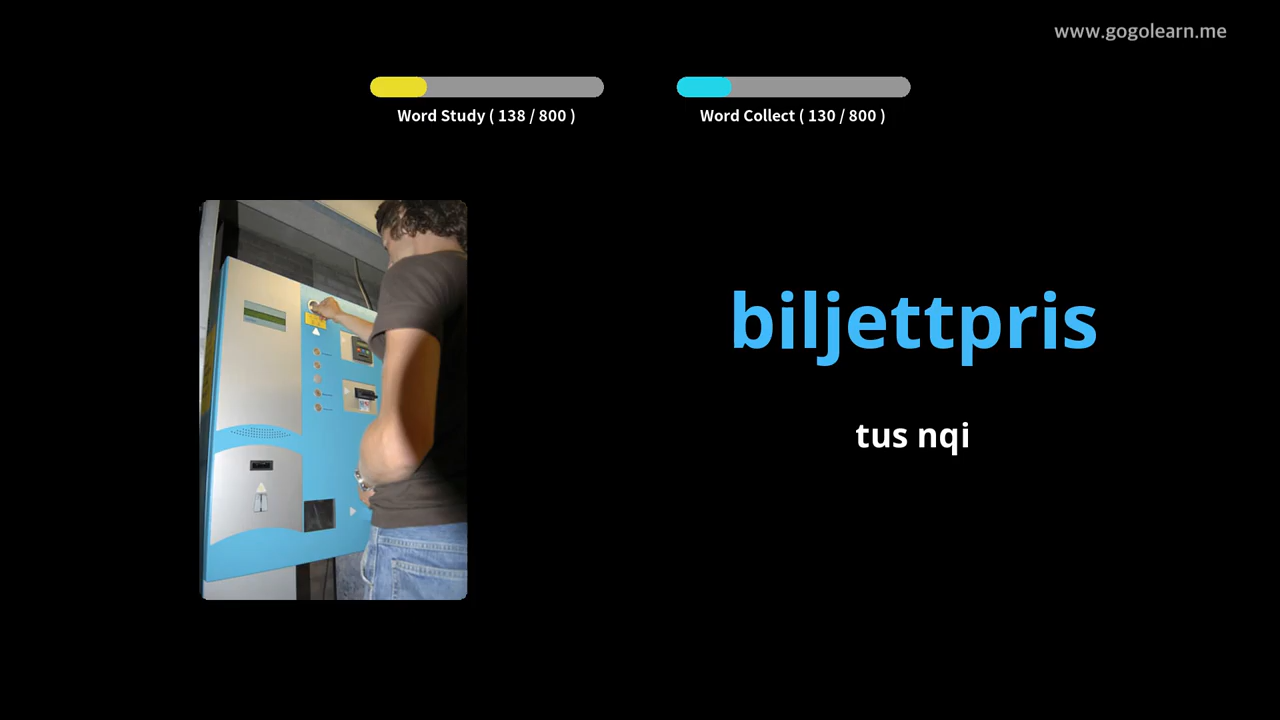 www.gogolearn.me
Word Study ( 138 / 800 )
Word Collect ( 130 / 800 )
biljettpris
tus nqi